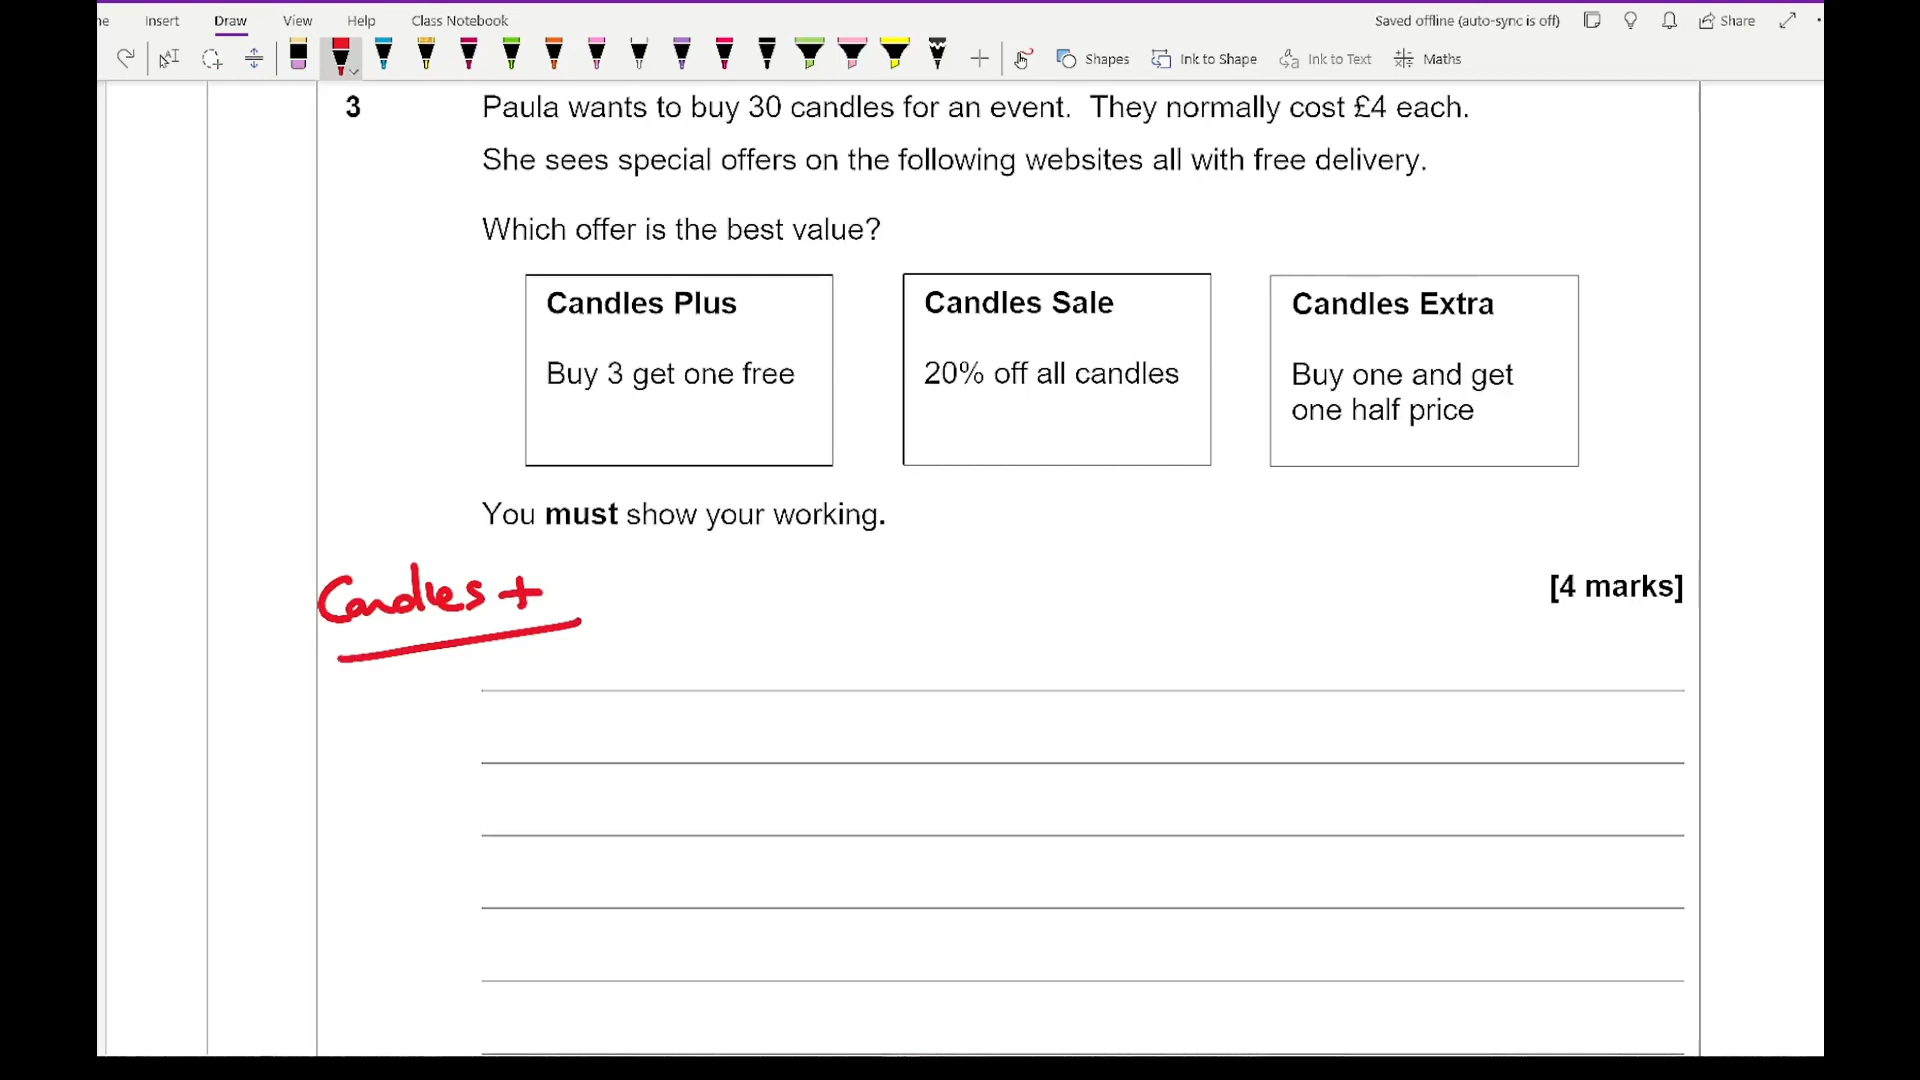 Insert Draw View Help Class Notebook Saved offline (auto-sync is off) Share
Shapes Ink to Shape Ink to Text Maths
3 Paula wants to buy 30 candles for an event. They normally cost £4 each.
She sees special offers on the following websites all with free delivery.
Which offer is the best value?
Candles Plus
Buy 3 get one free
Candles Sale
20% off all candles
Candles Extra
Buy one and get
one half price
You must show your working.
[4 marks]
Candles +